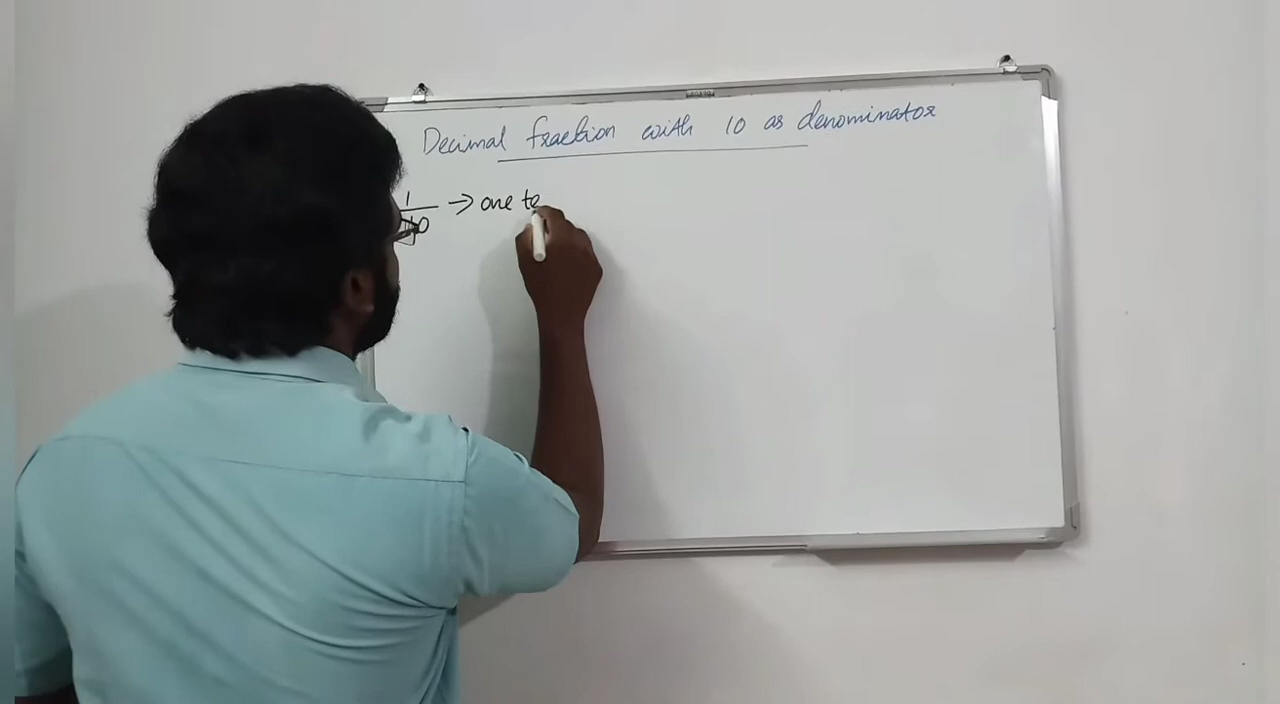 Decimal fraction with 10 as denominator
1/10 → one te